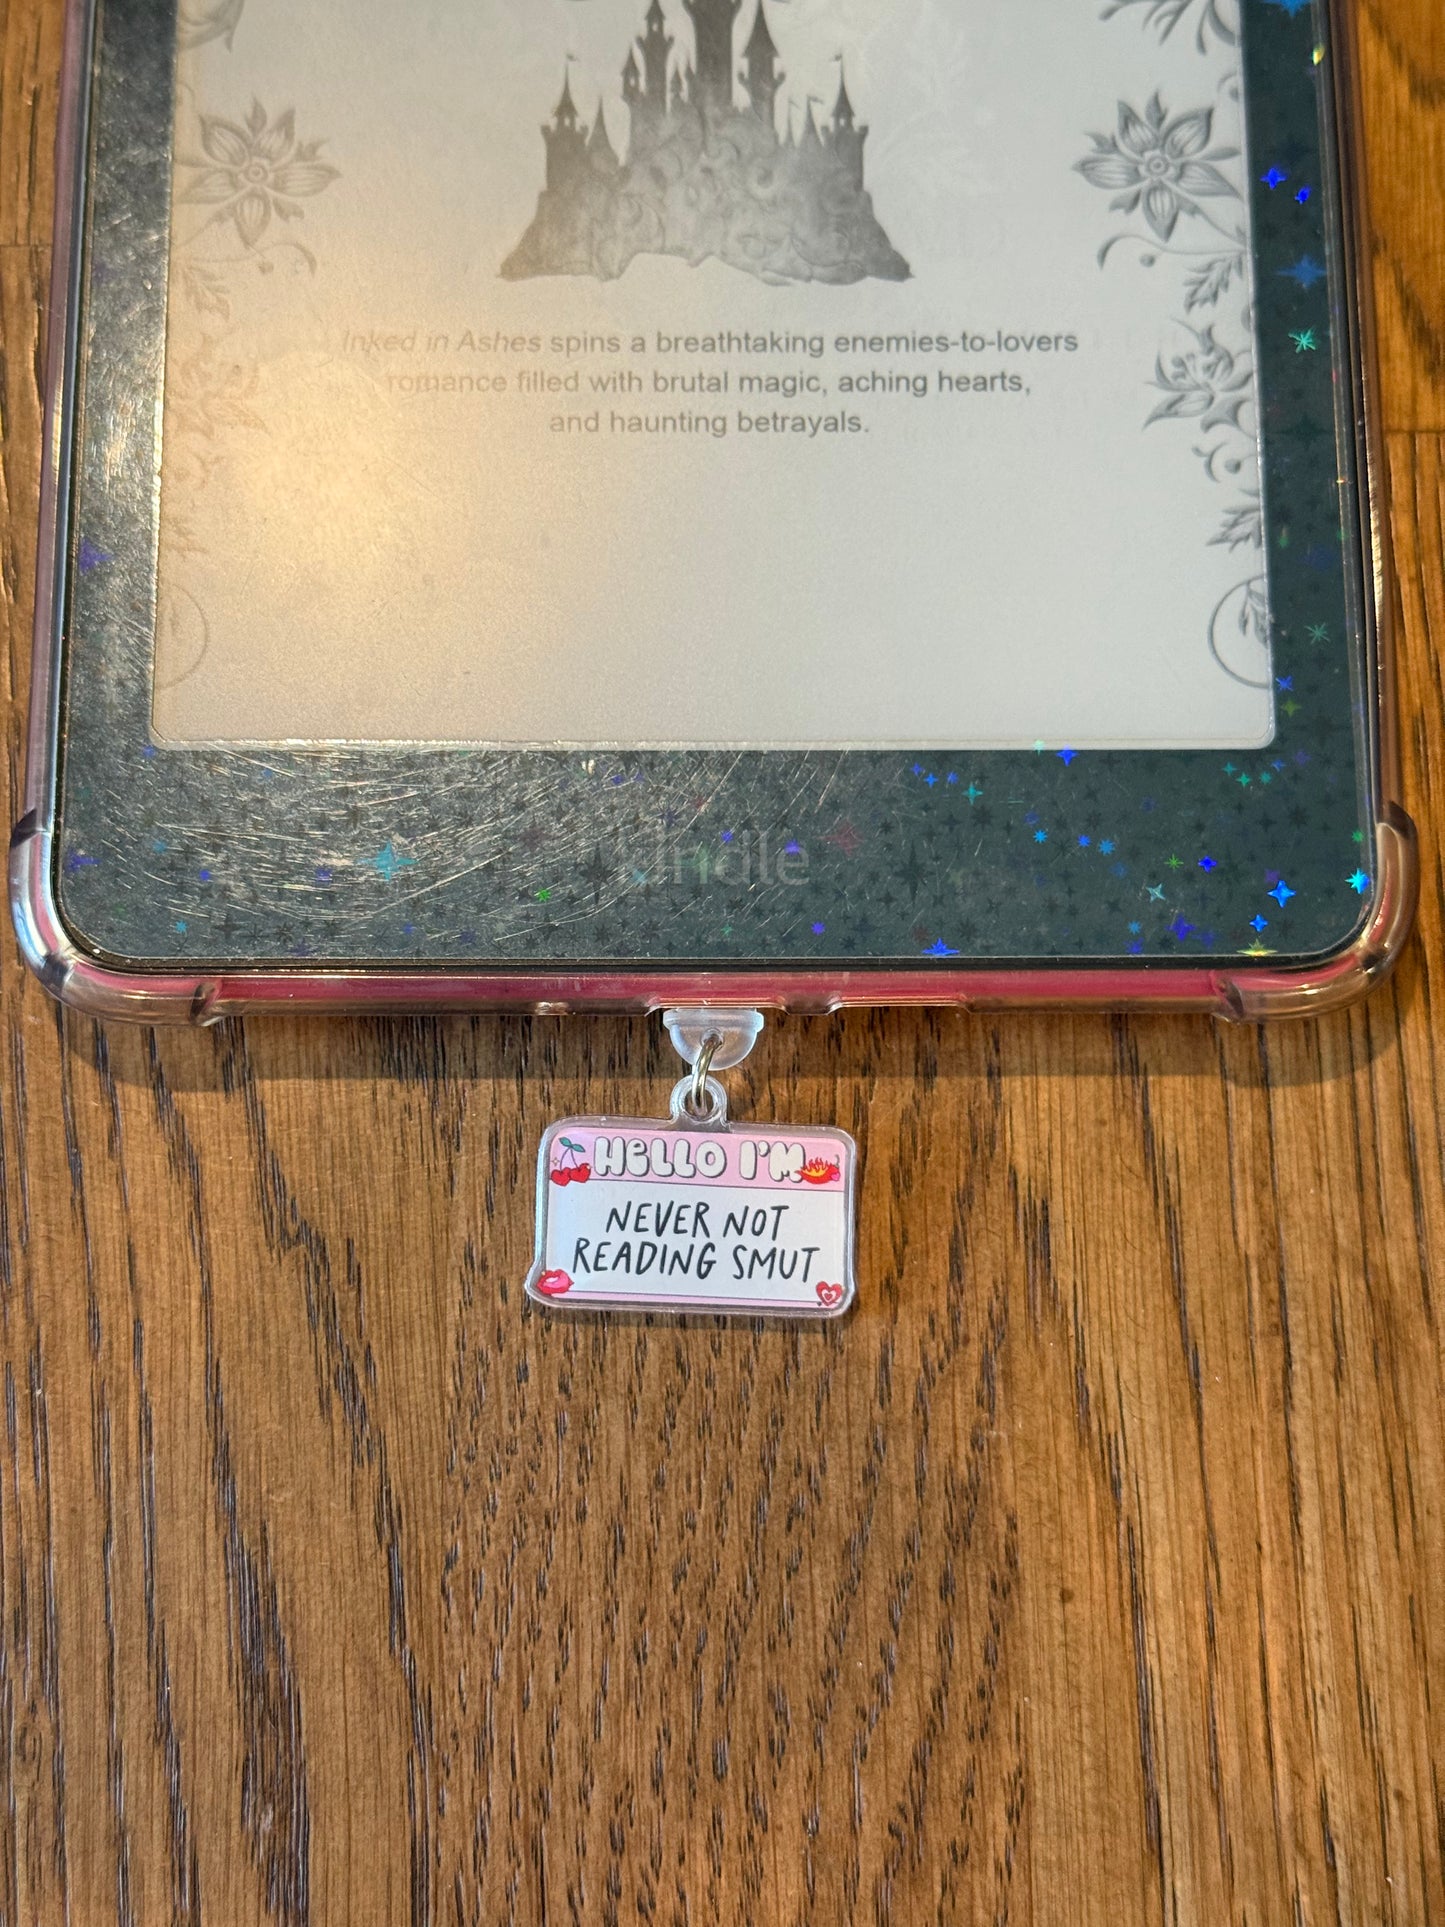 Inked in Ashes spins a breathtaking enemies-to-lovers
romance filled with brutal magic, aching hearts,
and haunting betrayals.
kindle
HELLO I'M
NEVER NOT
READING SMUT